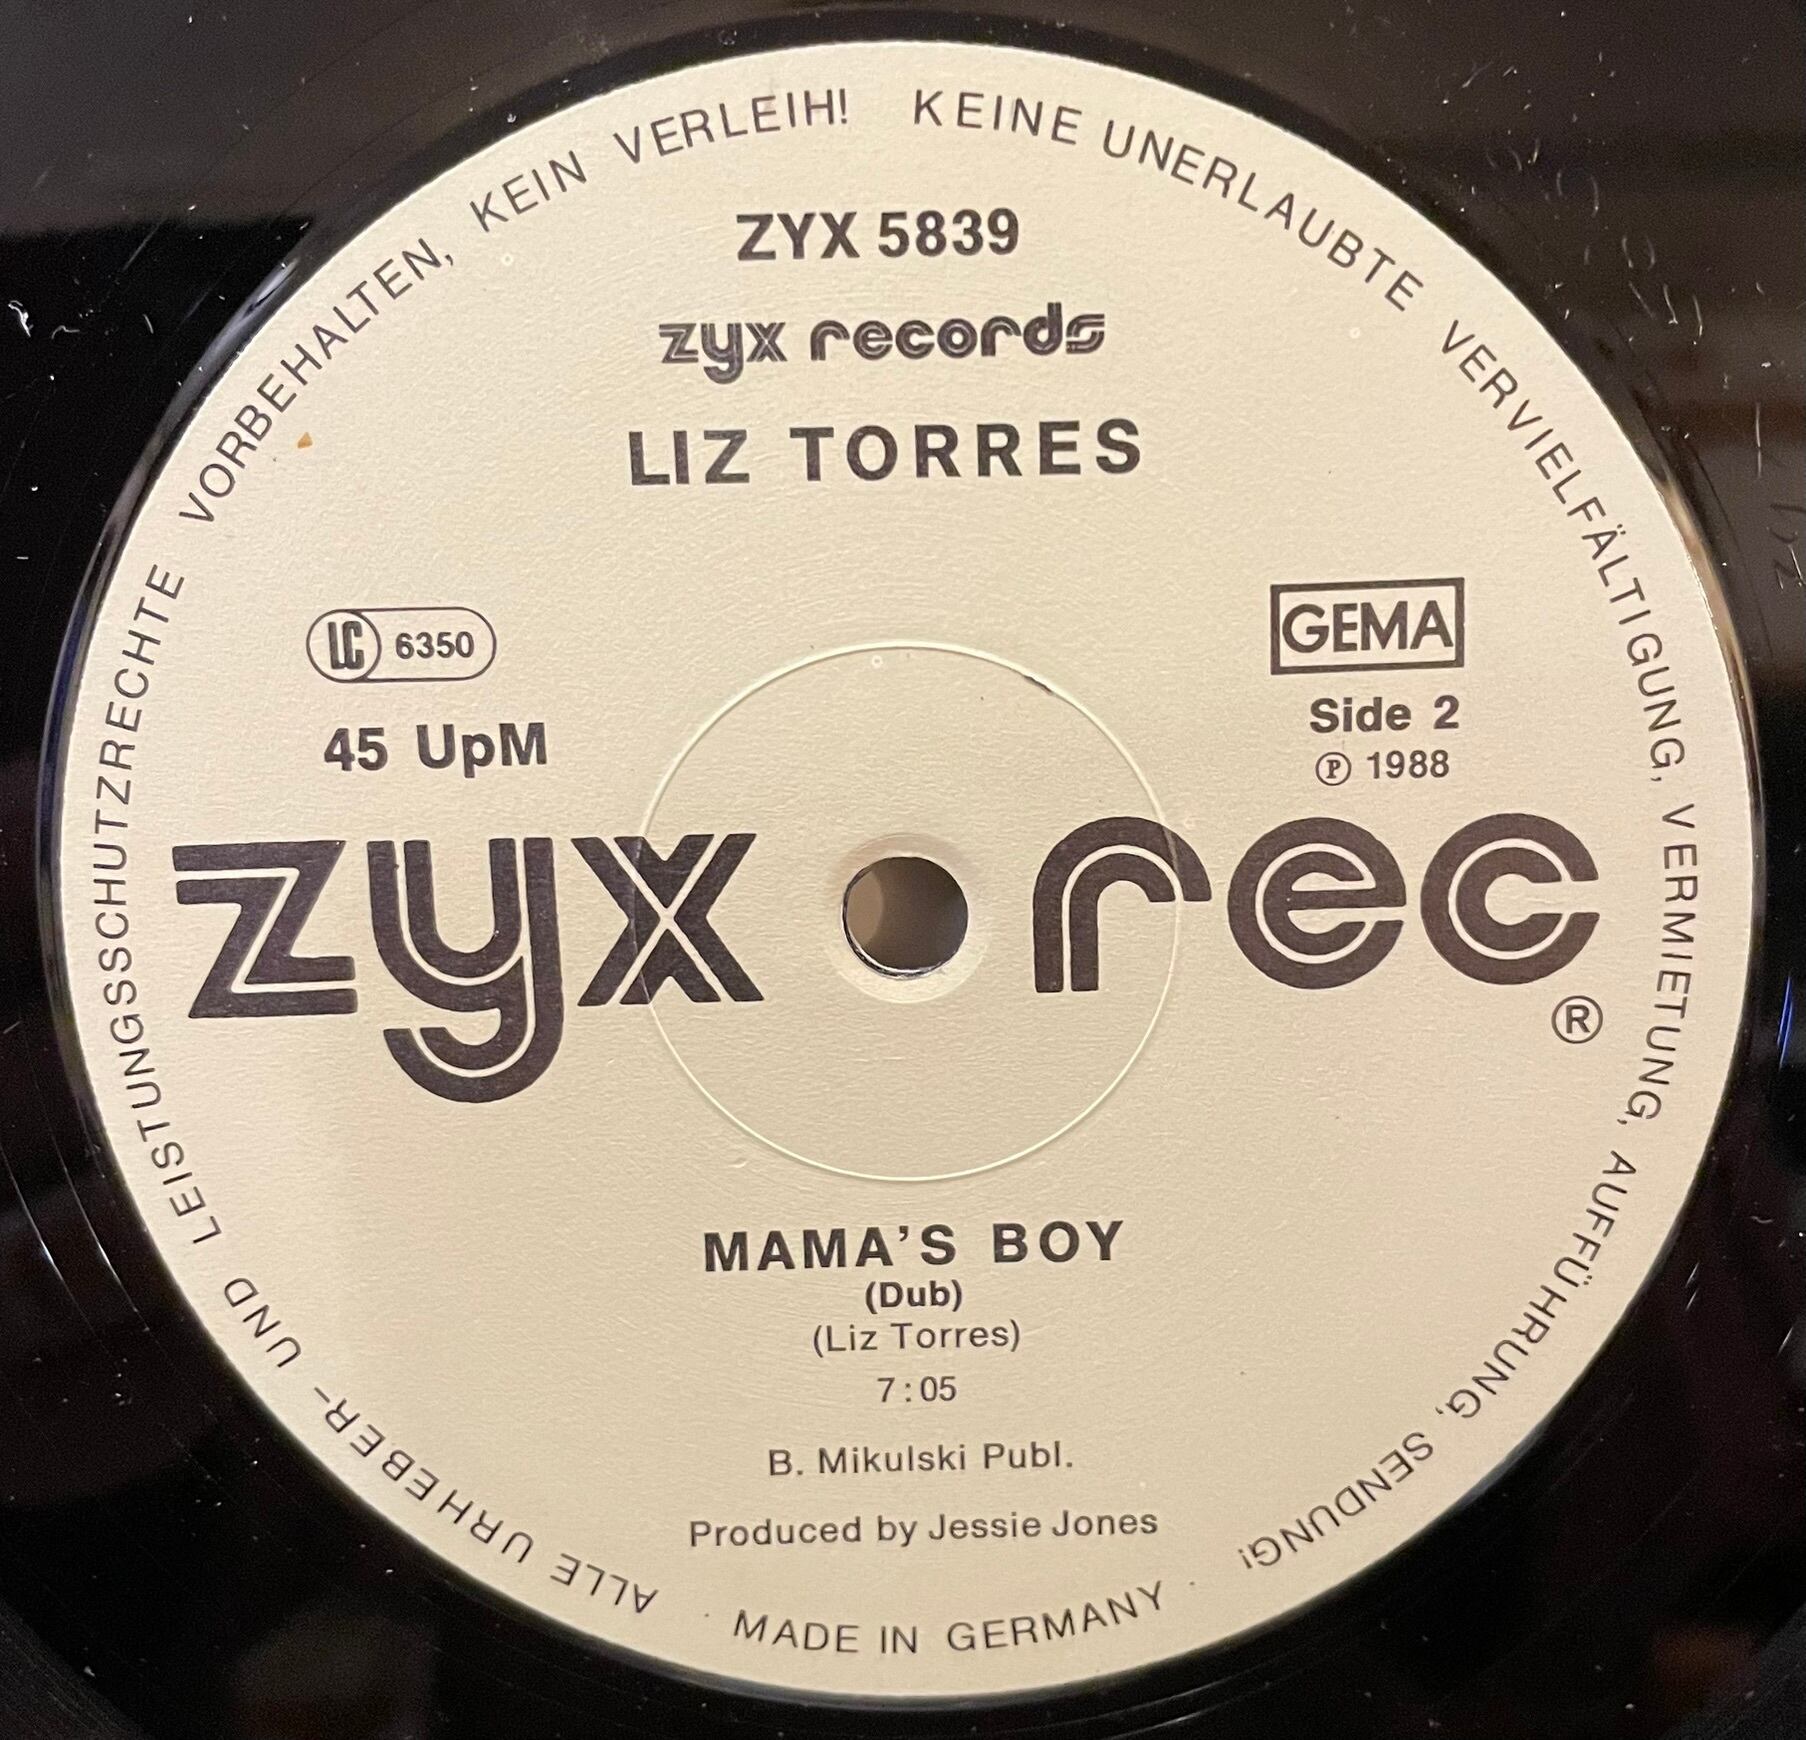 ALLE URHEBER- UND LEISTUNGSSCHUTZRECHTE VORBEHALTEN, KEIN VERLEIH! KEINE UNERLAUBTE VERVIELFÄLTIGUNG, VERMIETUNG, AUFFÜHRUNG, SENDUNG!
ZYX 5839
zyx records
LIZ TORRES
LC 6350
GEMA
45 UpM
Side 2
℗ 1988
zyx rec ®
MAMA'S BOY
(Dub)
(Liz Torres)
7:05
B. Mikulski Publ.
Produced by Jessie Jones
· MADE IN GERMANY ·